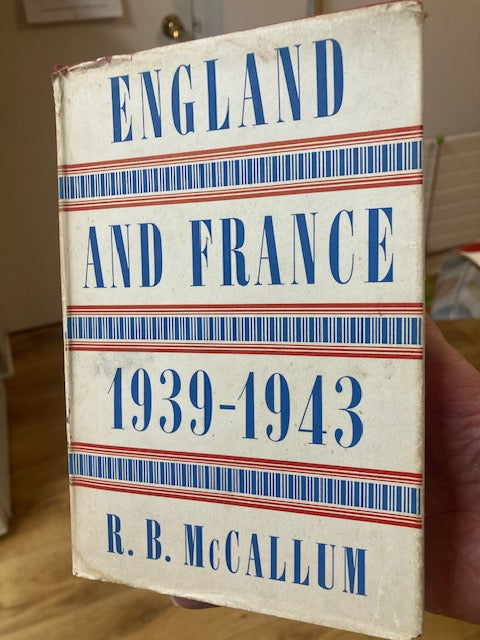 ENGLAND
AND FRANCE
1939-1943
R. B. McCALLUM